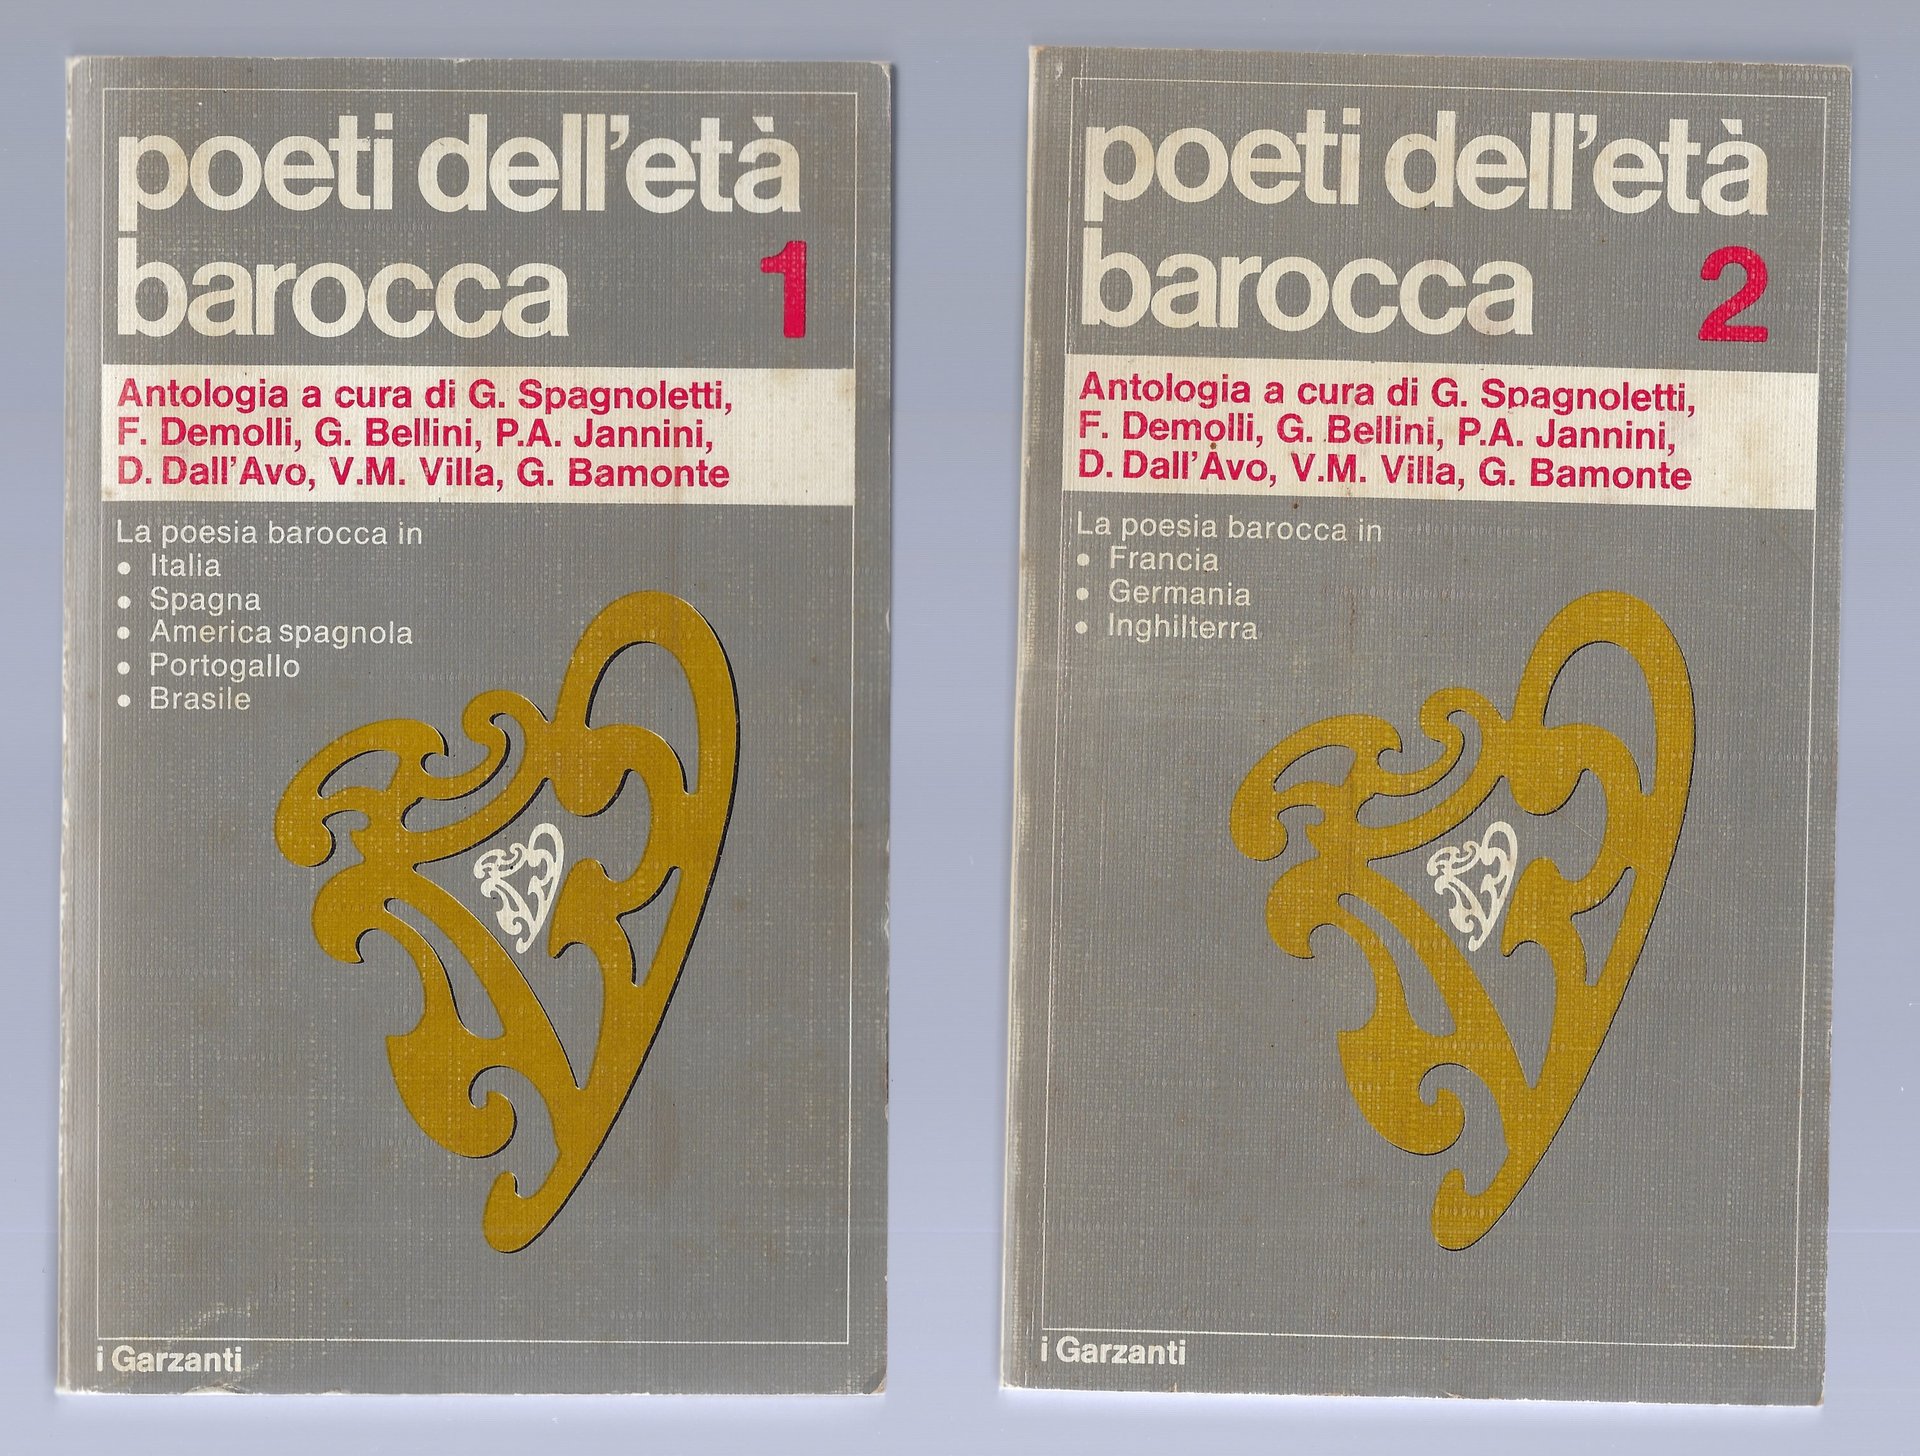 poeti dell'età
barocca 1
Antologia a cura di G. Spagnoletti,
F. Demolli, G. Bellini, P.A. Jannini,
D. Dall'Avo, V.M. Villa, G. Bamonte
La poesia barocca in
• Italia
• Spagna
• America spagnola
• Portogallo
• Brasile
i Garzanti
poeti dell'età
barocca 2
Antologia a cura di G. Spagnoletti,
F. Demolli, G. Bellini, P.A. Jannini,
D. Dall'Avo, V.M. Villa, G. Bamonte
La poesia barocca in
• Francia
• Germania
• Inghilterra
i Garzanti